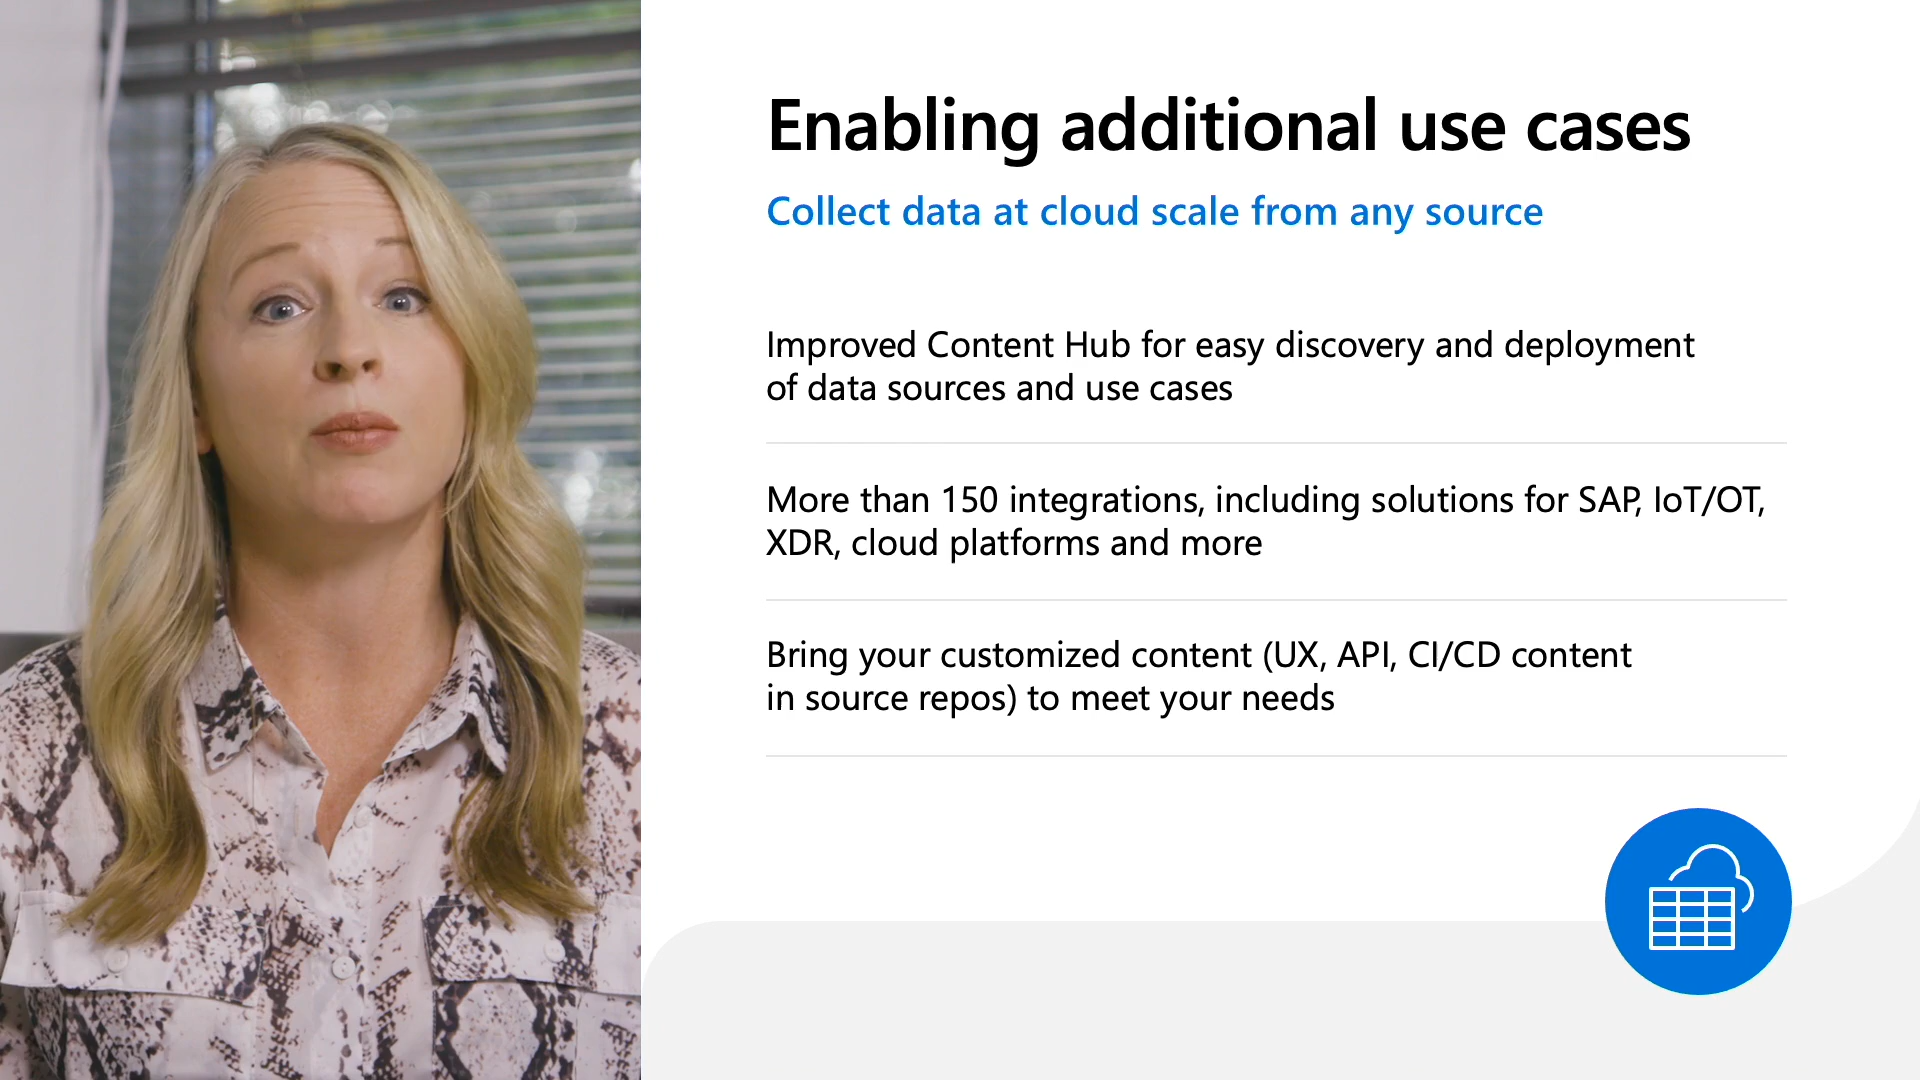 Enabling additional use cases
Collect data at cloud scale from any source
Improved Content Hub for easy discovery and deployment
of data sources and use cases
More than 150 integrations, including solutions for SAP, IoT/OT,
XDR, cloud platforms and more
Bring your customized content (UX, API, CI/CD content
in source repos) to meet your needs